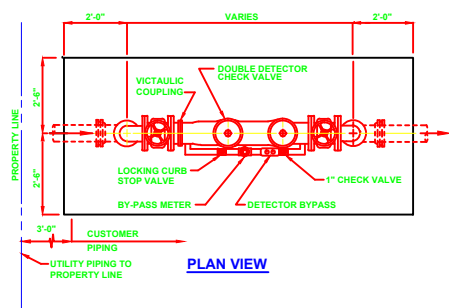 2'-0"
VARIES
2'-0"
VICTAULIC
COUPLING
DOUBLE DETECTOR
CHECK VALVE
PROPERTY LINE
2'-6"
2'-6"
LOCKING CURB
STOP VALVE
1" CHECK VALVE
BY-PASS METER
DETECTOR BYPASS
3'-0"
CUSTOMER
PIPING
UTILITY PIPING TO
PROPERTY LINE
PLAN VIEW